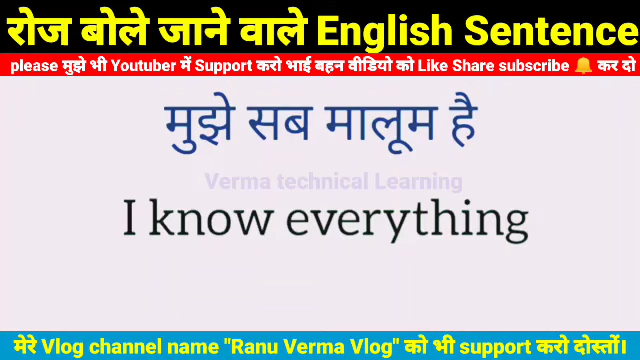 रोज बोले जाने वाले English Sentence
please मुझे भी Youtuber में Support करो भाई बहन वीडियो को Like Share subscribe 🔔 कर दो
मुझे सब मालूम है
Verma technical Learning
I know everything
मेरे Vlog channel name "Ranu Verma Vlog" को भी support करो दोस्तों।